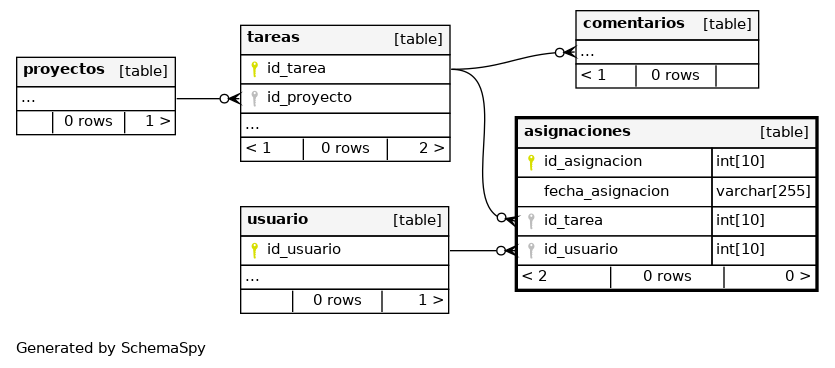 proyectos [table]
...
0 rows 1 >
tareas [table]
id_tarea
id_proyecto
...
< 1 0 rows 2 >
usuario [table]
id_usuario
...
0 rows 1 >
comentarios [table]
...
< 1 0 rows
asignaciones [table]
id_asignacion int[10]
fecha_asignacion varchar[255]
id_tarea int[10]
id_usuario int[10]
< 2 0 rows 0 >
Generated by SchemaSpy